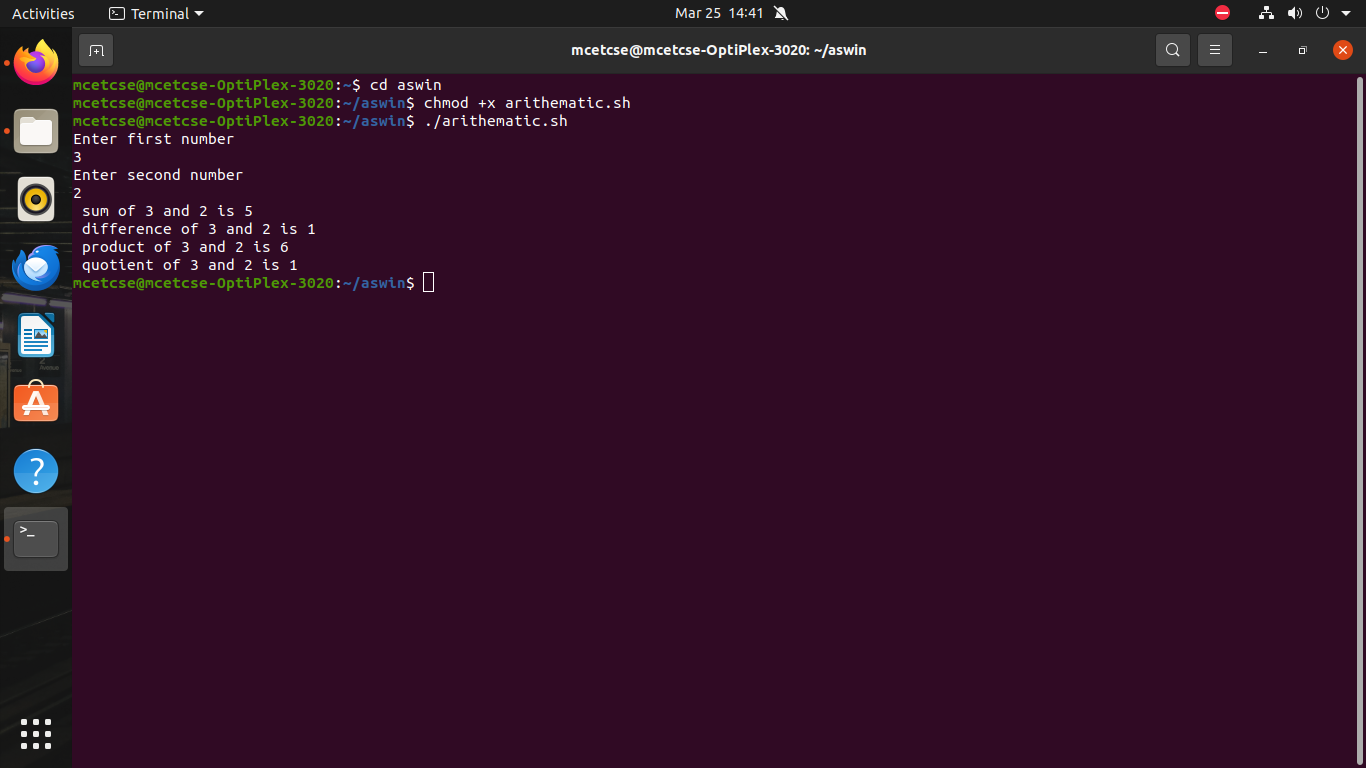 Activities Terminal Mar 25 14:41
mcetcse@mcetcse-OptiPlex-3020: ~/aswin
mcetcse@mcetcse-OptiPlex-3020:~$ cd aswin
mcetcse@mcetcse-OptiPlex-3020:~/aswin$ chmod +x arithematic.sh
mcetcse@mcetcse-OptiPlex-3020:~/aswin$ ./arithematic.sh
Enter first number
3
Enter second number
2
sum of 3 and 2 is 5
difference of 3 and 2 is 1
product of 3 and 2 is 6
quotient of 3 and 2 is 1
mcetcse@mcetcse-OptiPlex-3020:~/aswin$